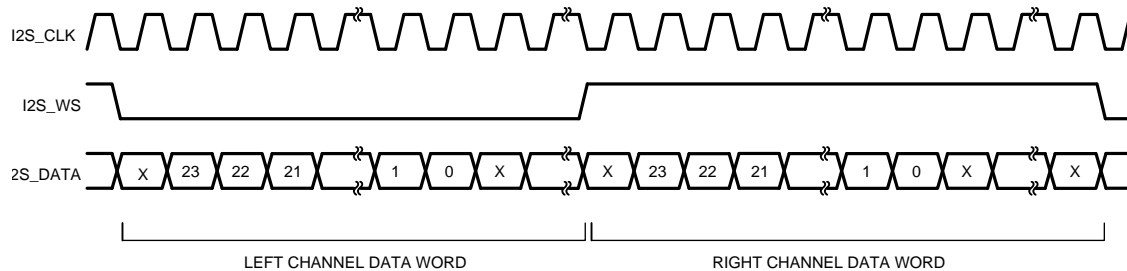 I2S_CLK
I2S_WS
2S_DATA X 23 22 21 1 0 X X 23 22 21 1 0 X X
LEFT CHANNEL DATA WORD RIGHT CHANNEL DATA WORD